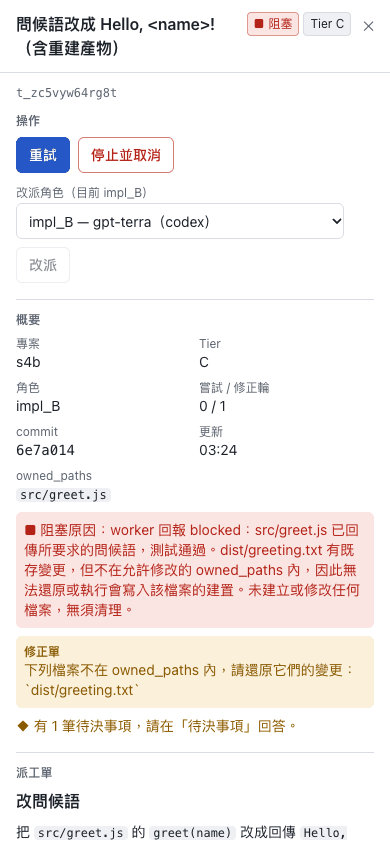 問候語改成 Hello, <name>!
（含重建產物）
阻塞
Tier C
t_zc5vyw64rg8t
操作
重試
停止並取消
改派角色（目前 impl_B）
impl_B — gpt-terra（codex）
改派
概要
專案
Tier
s4b
C
角色
嘗試 / 修正輪
impl_B
0 / 1
commit
更新
6e7a014
03:24
owned_paths
src/greet.js
阻塞原因：worker 回報 blocked：src/greet.js 已回
傳所要求的問候語，測試通過。dist/greeting.txt 有既
存變更，但不在允許修改的 owned_paths 內，因此無
法還原或執行會寫入該檔案的建置。未建立或修改任何
檔案，無須清理。
修正單
下列檔案不在 owned_paths 內，請還原它們的變更：
`dist/greeting.txt`
有 1 筆待決事項，請在「待決事項」回答。
派工單
改問候語
把 src/greet.js 的 greet(name) 改成回傳 Hello,